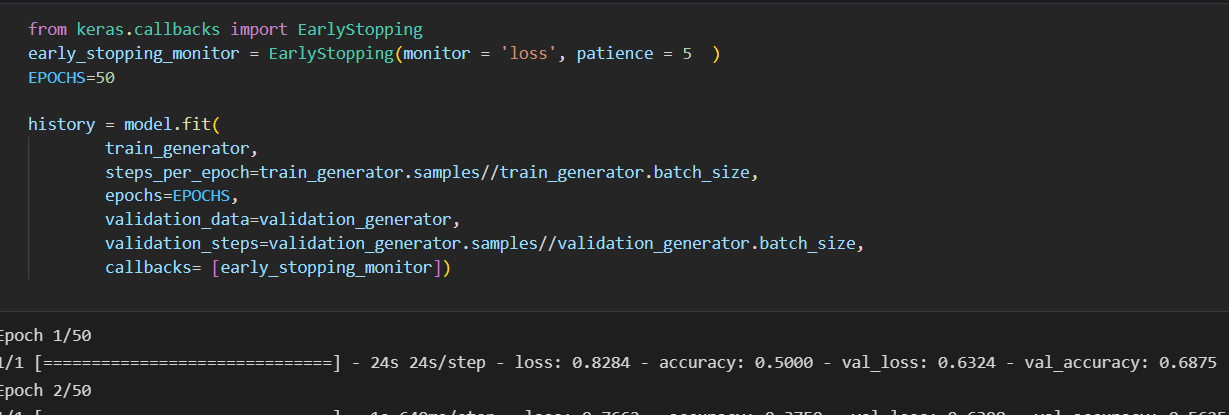 from keras.callbacks import EarlyStopping
early_stopping_monitor = EarlyStopping(monitor = 'loss', patience = 5  )
EPOCHS=50
history = model.fit(
        train_generator,
        steps_per_epoch=train_generator.samples//train_generator.batch_size,
        epochs=EPOCHS,
        validation_data=validation_generator,
        validation_steps=validation_generator.samples//validation_generator.batch_size,
        callbacks= [early_stopping_monitor])
Epoch 1/50
1/1 [==============================] - 24s 24s/step - loss: 0.8284 - accuracy: 0.5000 - val_loss: 0.6324 - val_accuracy: 0.6875
Epoch 2/50